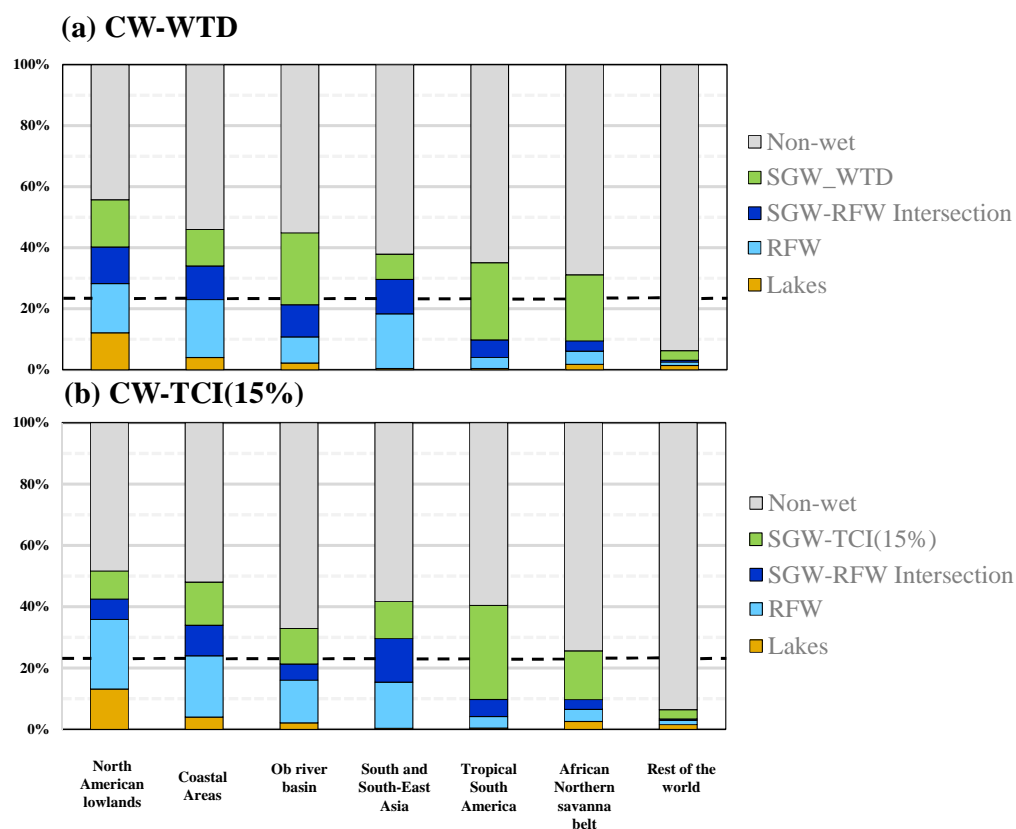 (a) CW-WTD
100%
80%
60%
40%
20%
0%
Non-wet
SGW_WTD
SGW-RFW Intersection
RFW
Lakes
(b) CW-TCI(15%)
100%
80%
60%
40%
20%
0%
Non-wet
SGW-TCI(15%)
SGW-RFW Intersection
RFW
Lakes
North
American
lowlands
Coastal
Areas
Ob river
basin
South and
South-East
Asia
Tropical
South
America
African
Northern
savanna
belt
Rest of the
world